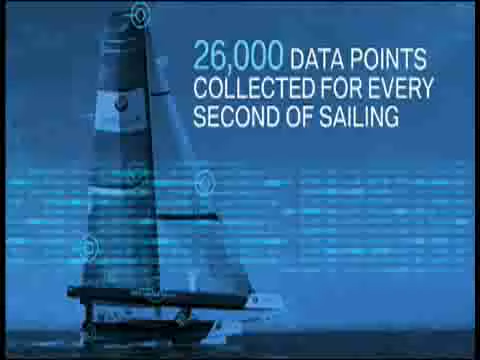 26,000 DATA POINTS
COLLECTED FOR EVERY
SECOND OF SAILING